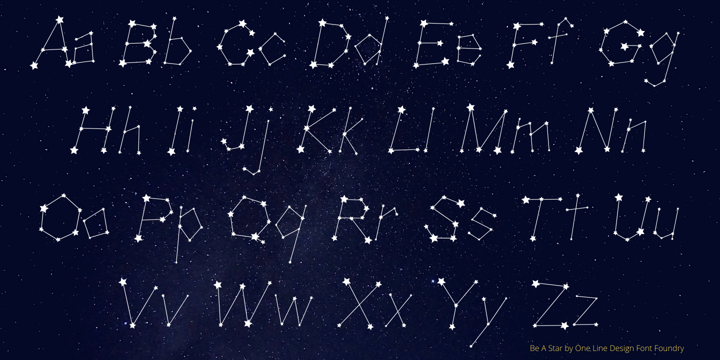 Aa Bb Cc Dd Ee Ff Gg
Hh Ii Jj Kk Ll Mm Nn
Oo Pp Qq Rr Ss Tt Uu
Vv Ww Xx Yy Zz
Be A Star by One Line Design Font Foundry